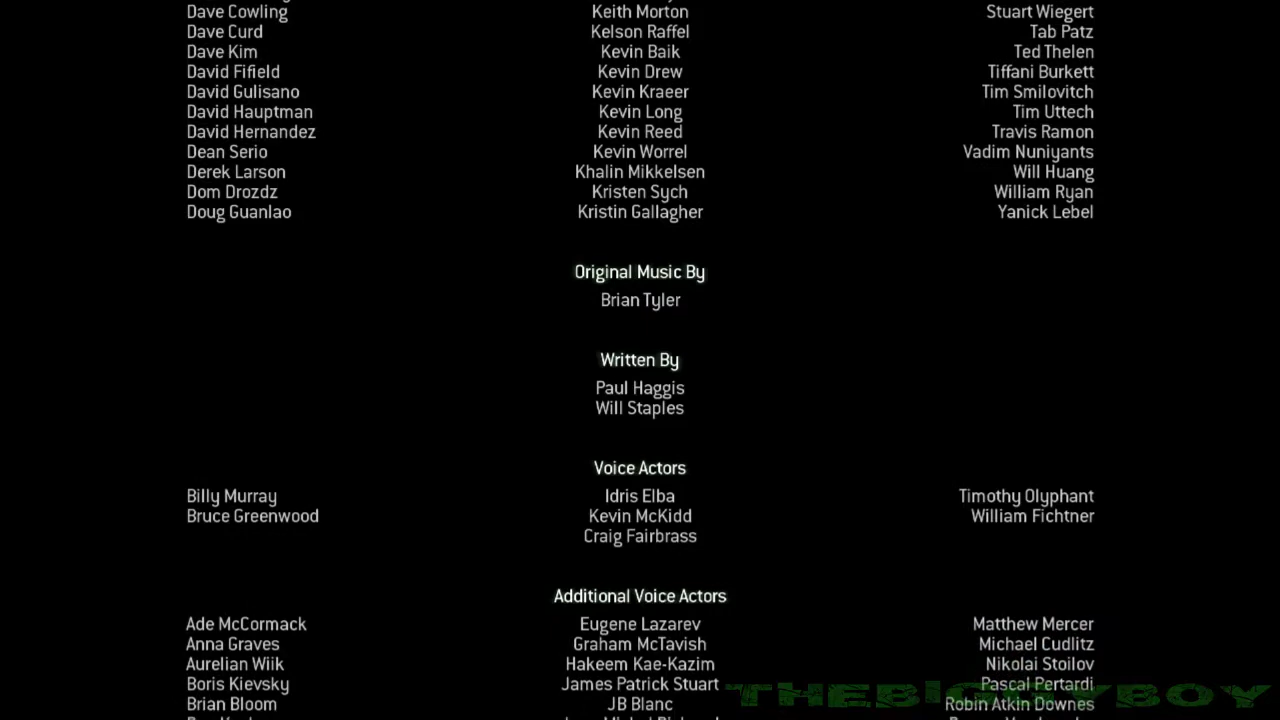 Dave Cowling
Dave Curd
Dave Kim
David Fifield
David Gulisano
David Hauptman
David Hernandez
Dean Serio
Derek Larson
Dom Drozdz
Doug Guanlao
Keith Morton
Kelson Raffel
Kevin Baik
Kevin Drew
Kevin Kraeer
Kevin Long
Kevin Reed
Kevin Worrel
Khalin Mikkelsen
Kristen Sych
Kristin Gallagher
Stuart Wiegert
Tab Patz
Ted Thelen
Tiffani Burkett
Tim Smilovitch
Tim Uttech
Travis Ramon
Vadim Nuniyants
Will Huang
William Ryan
Yanick Lebel
Original Music By
Brian Tyler
Written By
Paul Haggis
Will Staples
Voice Actors
Billy Murray
Bruce Greenwood
Idris Elba
Kevin McKidd
Craig Fairbrass
Timothy Olyphant
William Fichtner
Additional Voice Actors
Ade McCormack
Anna Graves
Aurelian Wiik
Boris Kievsky
Brian Bloom
Eugene Lazarev
Graham McTavish
Hakeem Kae-Kazim
James Patrick Stuart
JB Blanc
Matthew Mercer
Michael Cudlitz
Nikolai Stoilov
Pascal Pertardi
Robin Atkin Downes
THEBIGGYBOY